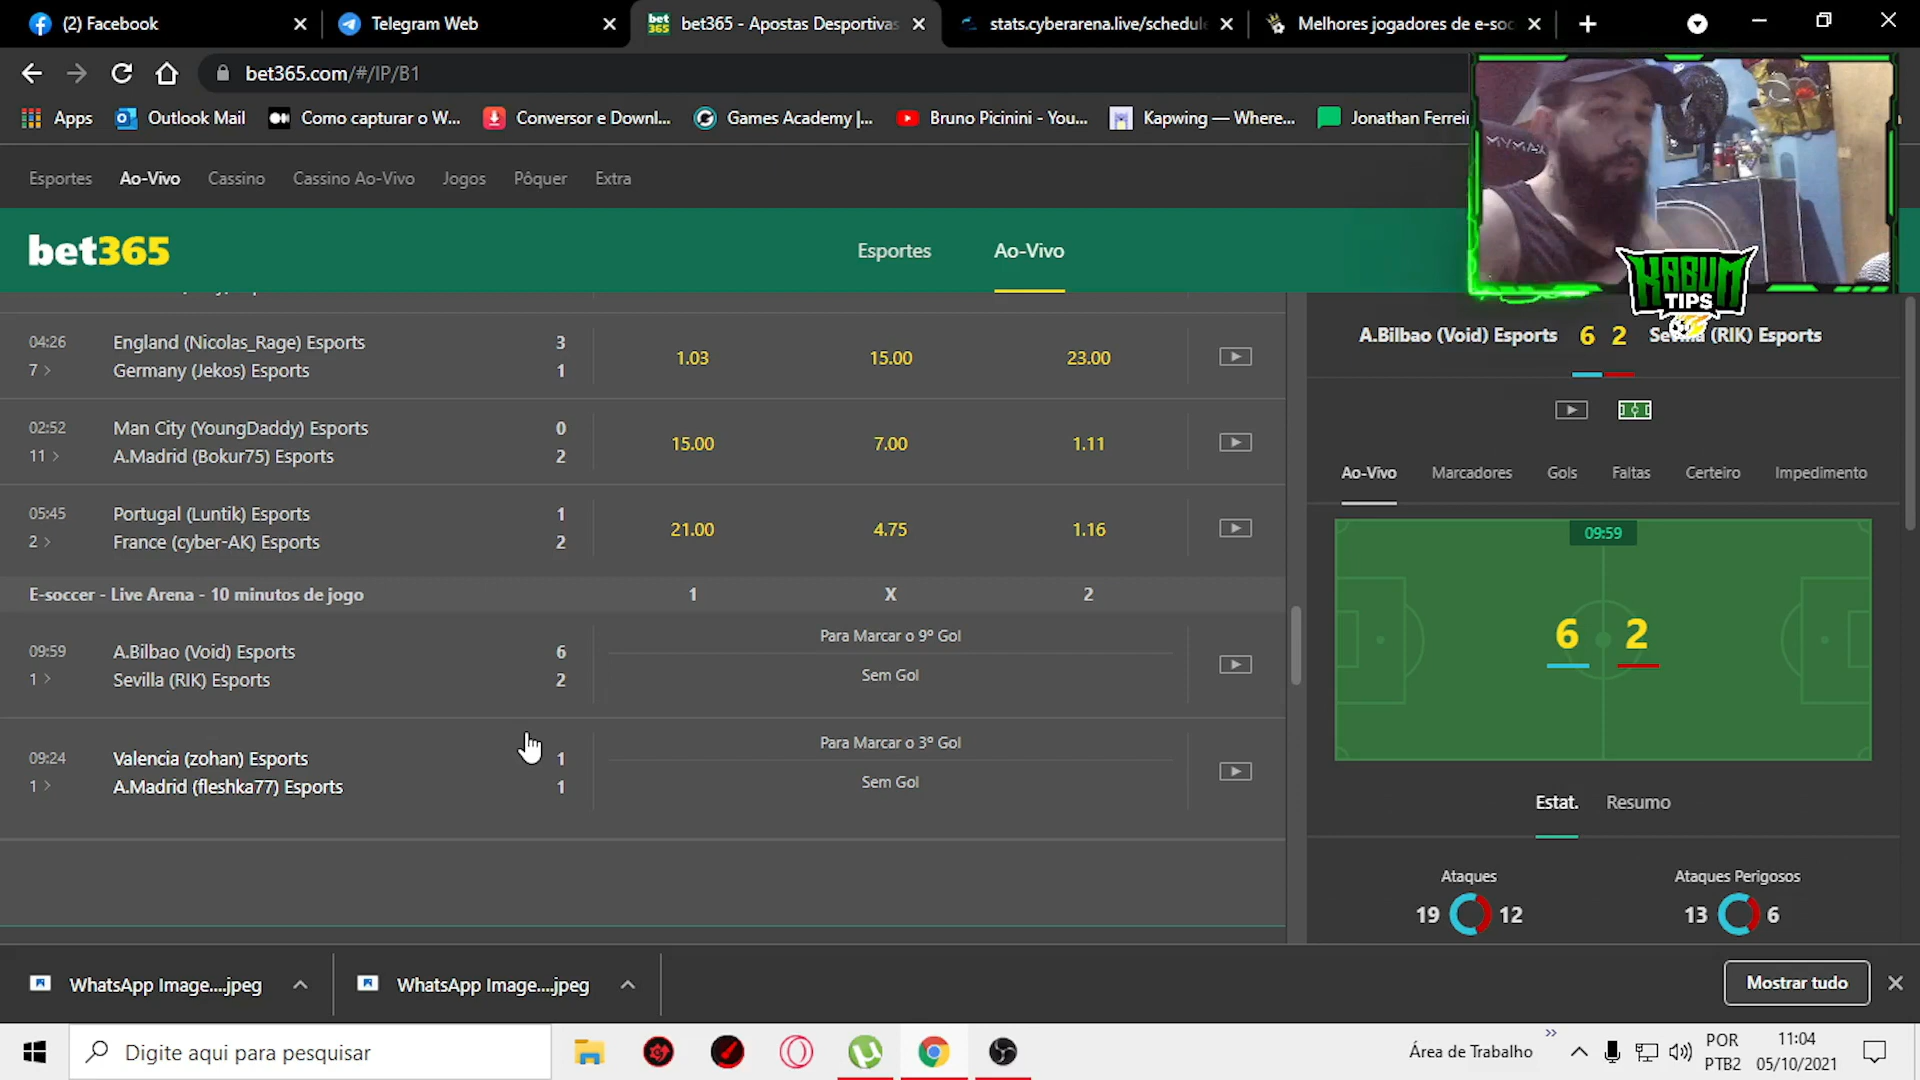 (2) Facebook
Telegram Web
bet365 - Apostas Desportivas
stats.cyberarena.live/schedul
Melhores jogadores de e-soc
bet365.com/#/IP/B1
Apps
Outlook Mail
Como capturar o W...
Conversor e Downl...
Games Academy |...
Bruno Picinini - You...
Kapwing — Where...
Jonathan Ferrei
MYMAX
Esportes Ao-Vivo Cassino Cassino Ao-Vivo Jogos Pôquer Extra
bet365
Esportes Ao-Vivo
KABUM
TIPS
04:26 England (Nicolas_Rage) Esports 3
7 > Germany (Jekos) Esports 1
1.03 15.00 23.00
02:52 Man City (YoungDaddy) Esports 0
11 > A.Madrid (Bokur75) Esports 2
15.00 7.00 1.11
05:45 Portugal (Luntik) Esports 1
2 > France (cyber-AK) Esports 2
21.00 4.75 1.16
E-soccer - Live Arena - 10 minutos de jogo 1 X 2
09:59 A.Bilbao (Void) Esports 6
1 > Sevilla (RIK) Esports 2
Para Marcar o 9º Gol
Sem Gol
09:24 Valencia (zohan) Esports 1
1 > A.Madrid (fleshka77) Esports 1
Para Marcar o 3º Gol
Sem Gol
A.Bilbao (Void) Esports 6 2 (RIK) Esports
Ao-Vivo Marcadores Gols Faltas Certeiro Impedimento
09:59
6 2
Estat. Resumo
Ataques Ataques Perigosos
19 12 13 6
WhatsApp Image....jpeg
WhatsApp Image....jpeg
Mostrar tudo
Digite aqui para pesquisar
Área de Trabalho
POR
PTB2
11:04
05/10/2021